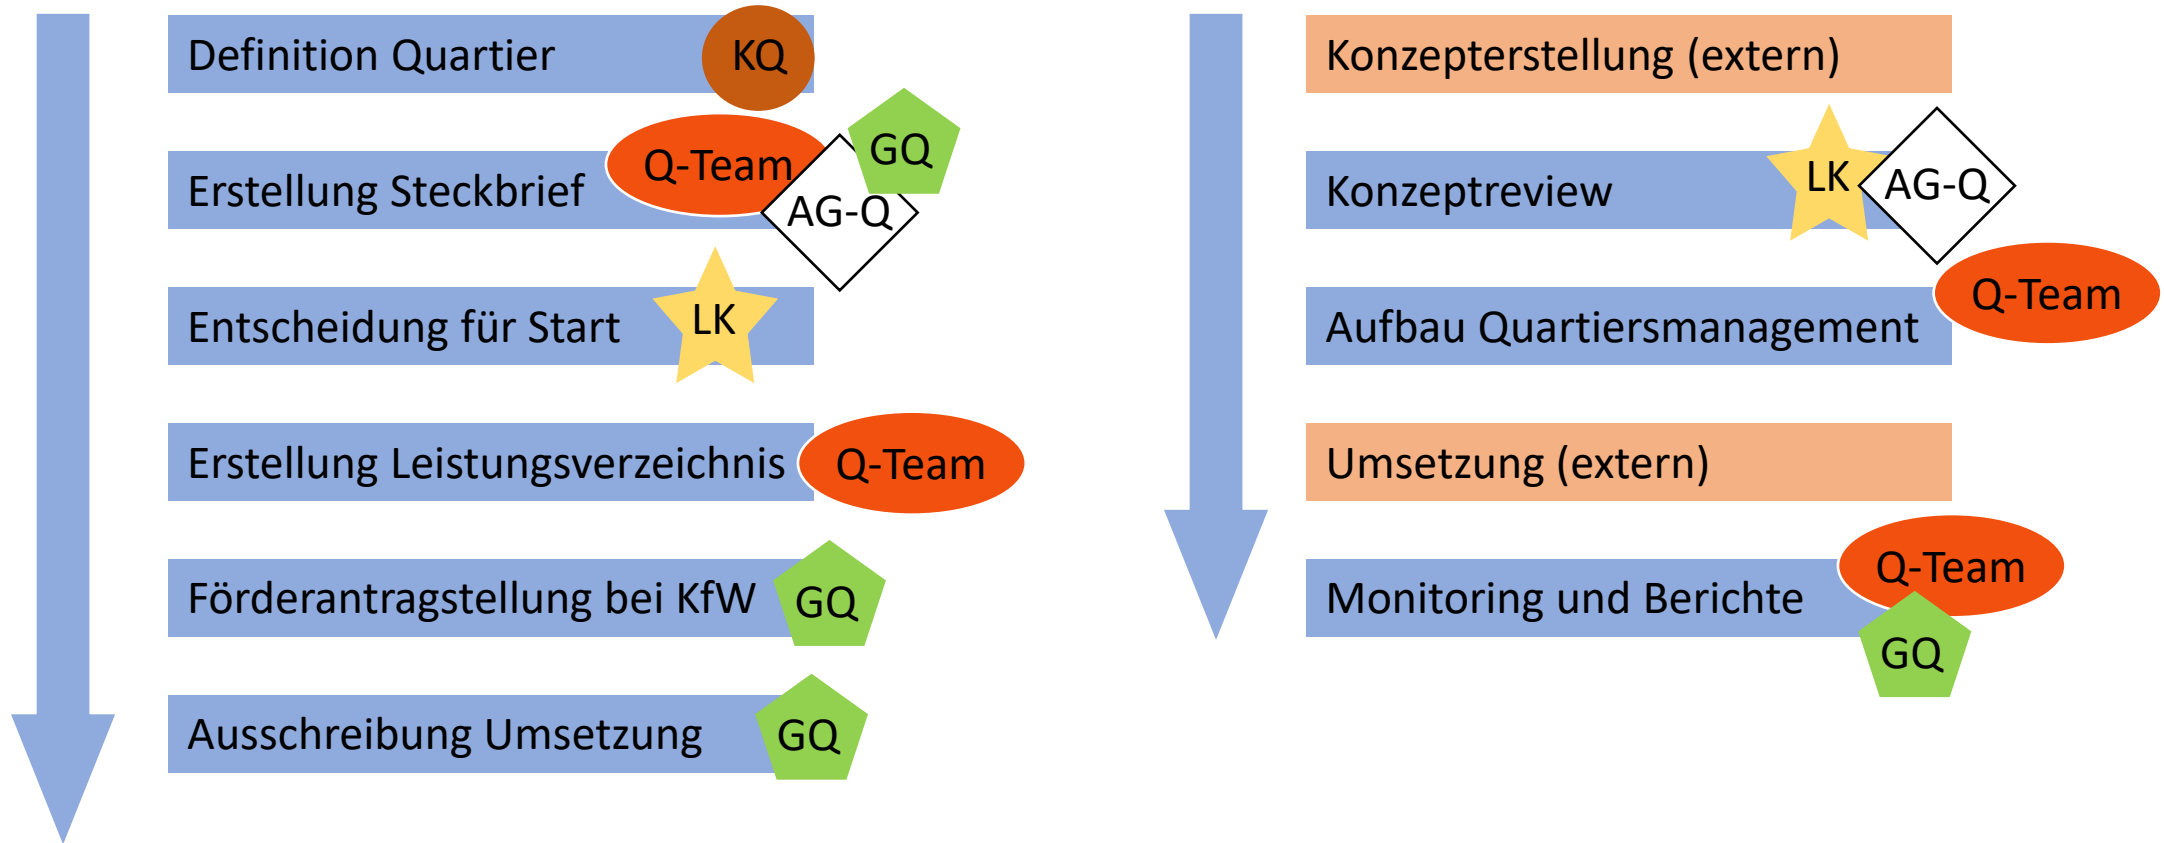 Definition Quartier
KQ
Erstellung Steckbrief
Q-Team
AG-Q
GQ
Entscheidung für Start
LK
Erstellung Leistungsverzeichnis
Q-Team
Förderantragstellung bei KfW
GQ
Ausschreibung Umsetzung
GQ
Konzepterstellung (extern)
Konzeptreview
LK
AG-Q
Aufbau Quartiersmanagement
Q-Team
Umsetzung (extern)
Monitoring und Berichte
Q-Team
GQ